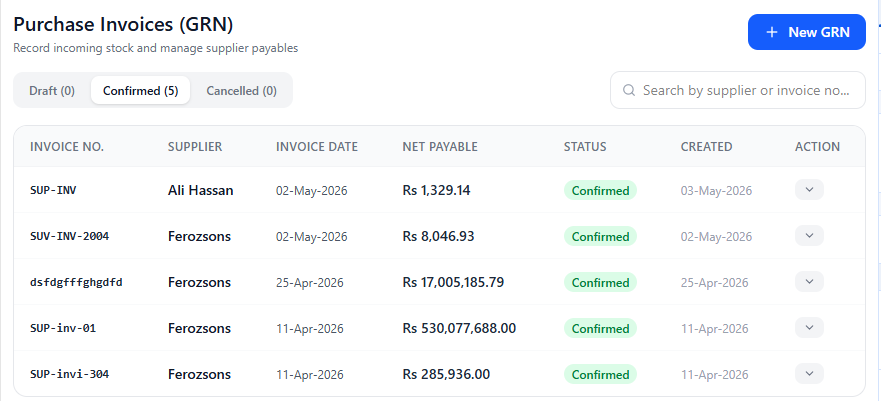 Purchase Invoices (GRN)
Record incoming stock and manage supplier payables
+ New GRN
Draft (0) Confirmed (5) Cancelled (0)
Search by supplier or invoice no...
INVOICE NO. SUPPLIER INVOICE DATE NET PAYABLE STATUS CREATED ACTION
SUP-INV Ali Hassan 02-May-2026 Rs 1,329.14 Confirmed 03-May-2026
SUV-INV-2004 Ferozsons 02-May-2026 Rs 8,046.93 Confirmed 02-May-2026
dsfdgfffghgdfd Ferozsons 25-Apr-2026 Rs 17,005,185.79 Confirmed 25-Apr-2026
SUP-inv-01 Ferozsons 11-Apr-2026 Rs 530,077,688.00 Confirmed 11-Apr-2026
SUP-invi-304 Ferozsons 11-Apr-2026 Rs 285,936.00 Confirmed 11-Apr-2026